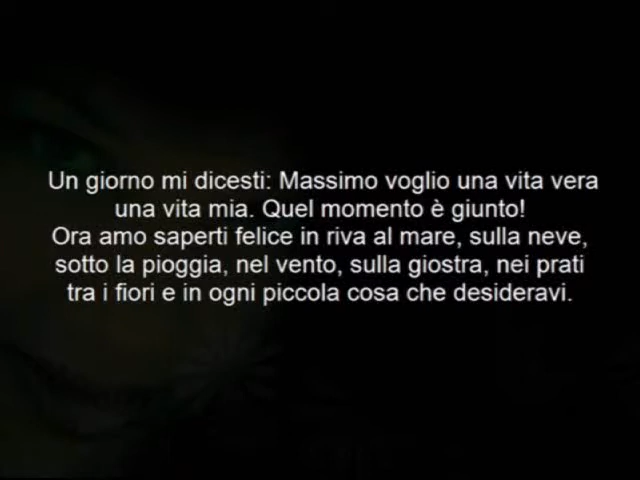 Un giorno mi dicesti: Massimo voglio una vita vera
una vita mia. Quel momento è giunto!
Ora amo saperti felice in riva al mare, sulla neve,
sotto la pioggia, nel vento, sulla giostra, nei prati
tra i fiori e in ogni piccola cosa che desideravi.